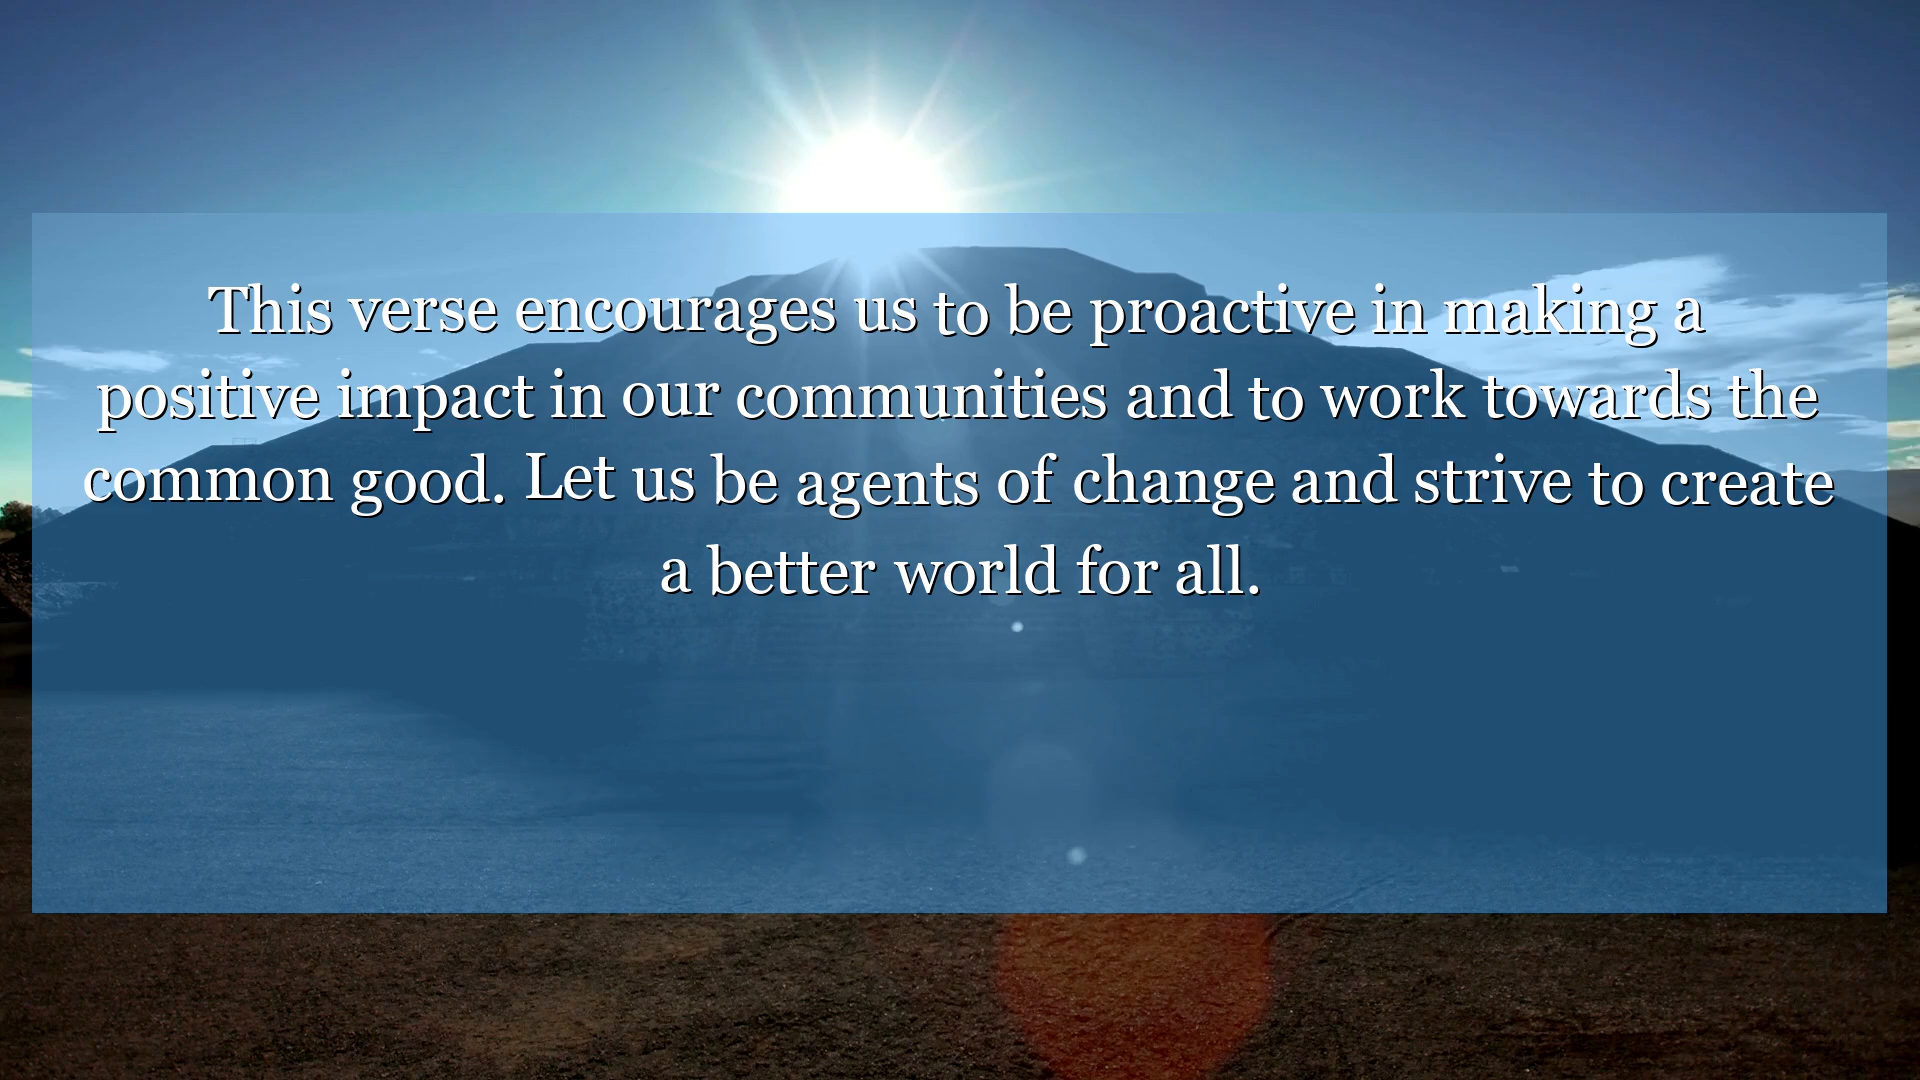 This verse encourages us to be proactive in making a
positive impact in our communities and to work towards the
common good. Let us be agents of change and strive to create
a better world for all.